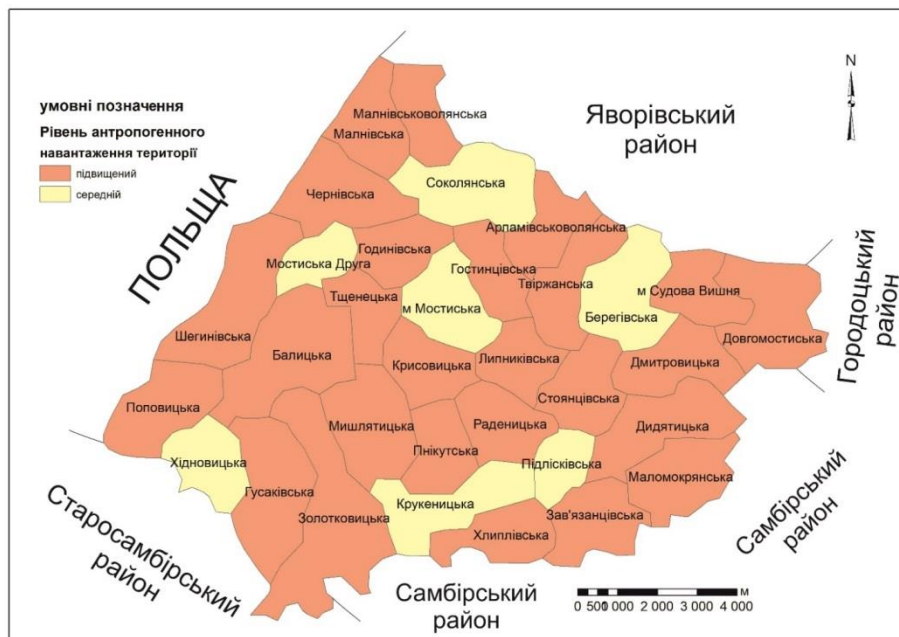 N
умовні позначення
Рівень антропогенного
навантаження території
підвищений
середній
ПОЛЬЩА
Яворівський
район
Городоцький
район
Самбірський
район
Самбірський
район
Старосамбірський
район
Малнівськоволянська
Малнівська
Чернівська
Соколянська
Арламівськоволянська
Годинівська
Мостиська Друга
Гостинцівська
Тщенецька
Твіржанська
м Судова Вишня
м Мостиська
Берегівська
Шегинівська
Довгомостиська
Балицька
Крисовицька
Липниківська
Дмитровицька
Стоянцівська
Поповицька
Мишлятицька
Раденицька
Дидятицька
Пнікутська
Хідновицька
Підлісківська
Маломокрянська
Гусаківська
Крукеницька
Золотковицька
Зав'язанцівська
Хлиплівська
м
0 500 1 000 2 000 3 000 4 000